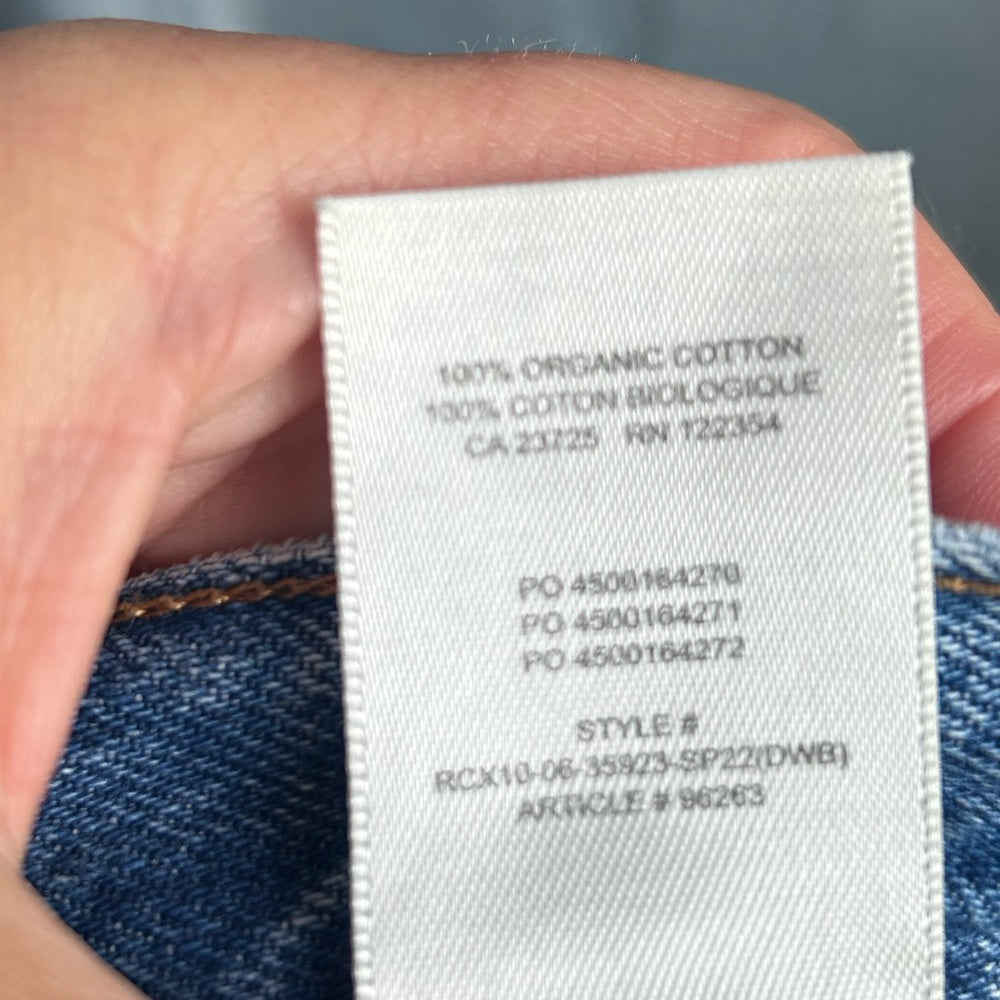 100% ORGANIC COTTON
100% COTON BIOLOGIQUE
CA 23725 RN 122354
PO 4500164270
PO 4500164271
PO 4500164272
STYLE #
RCX10-06-35923-SP22(DWB)
ARTICLE # 96263